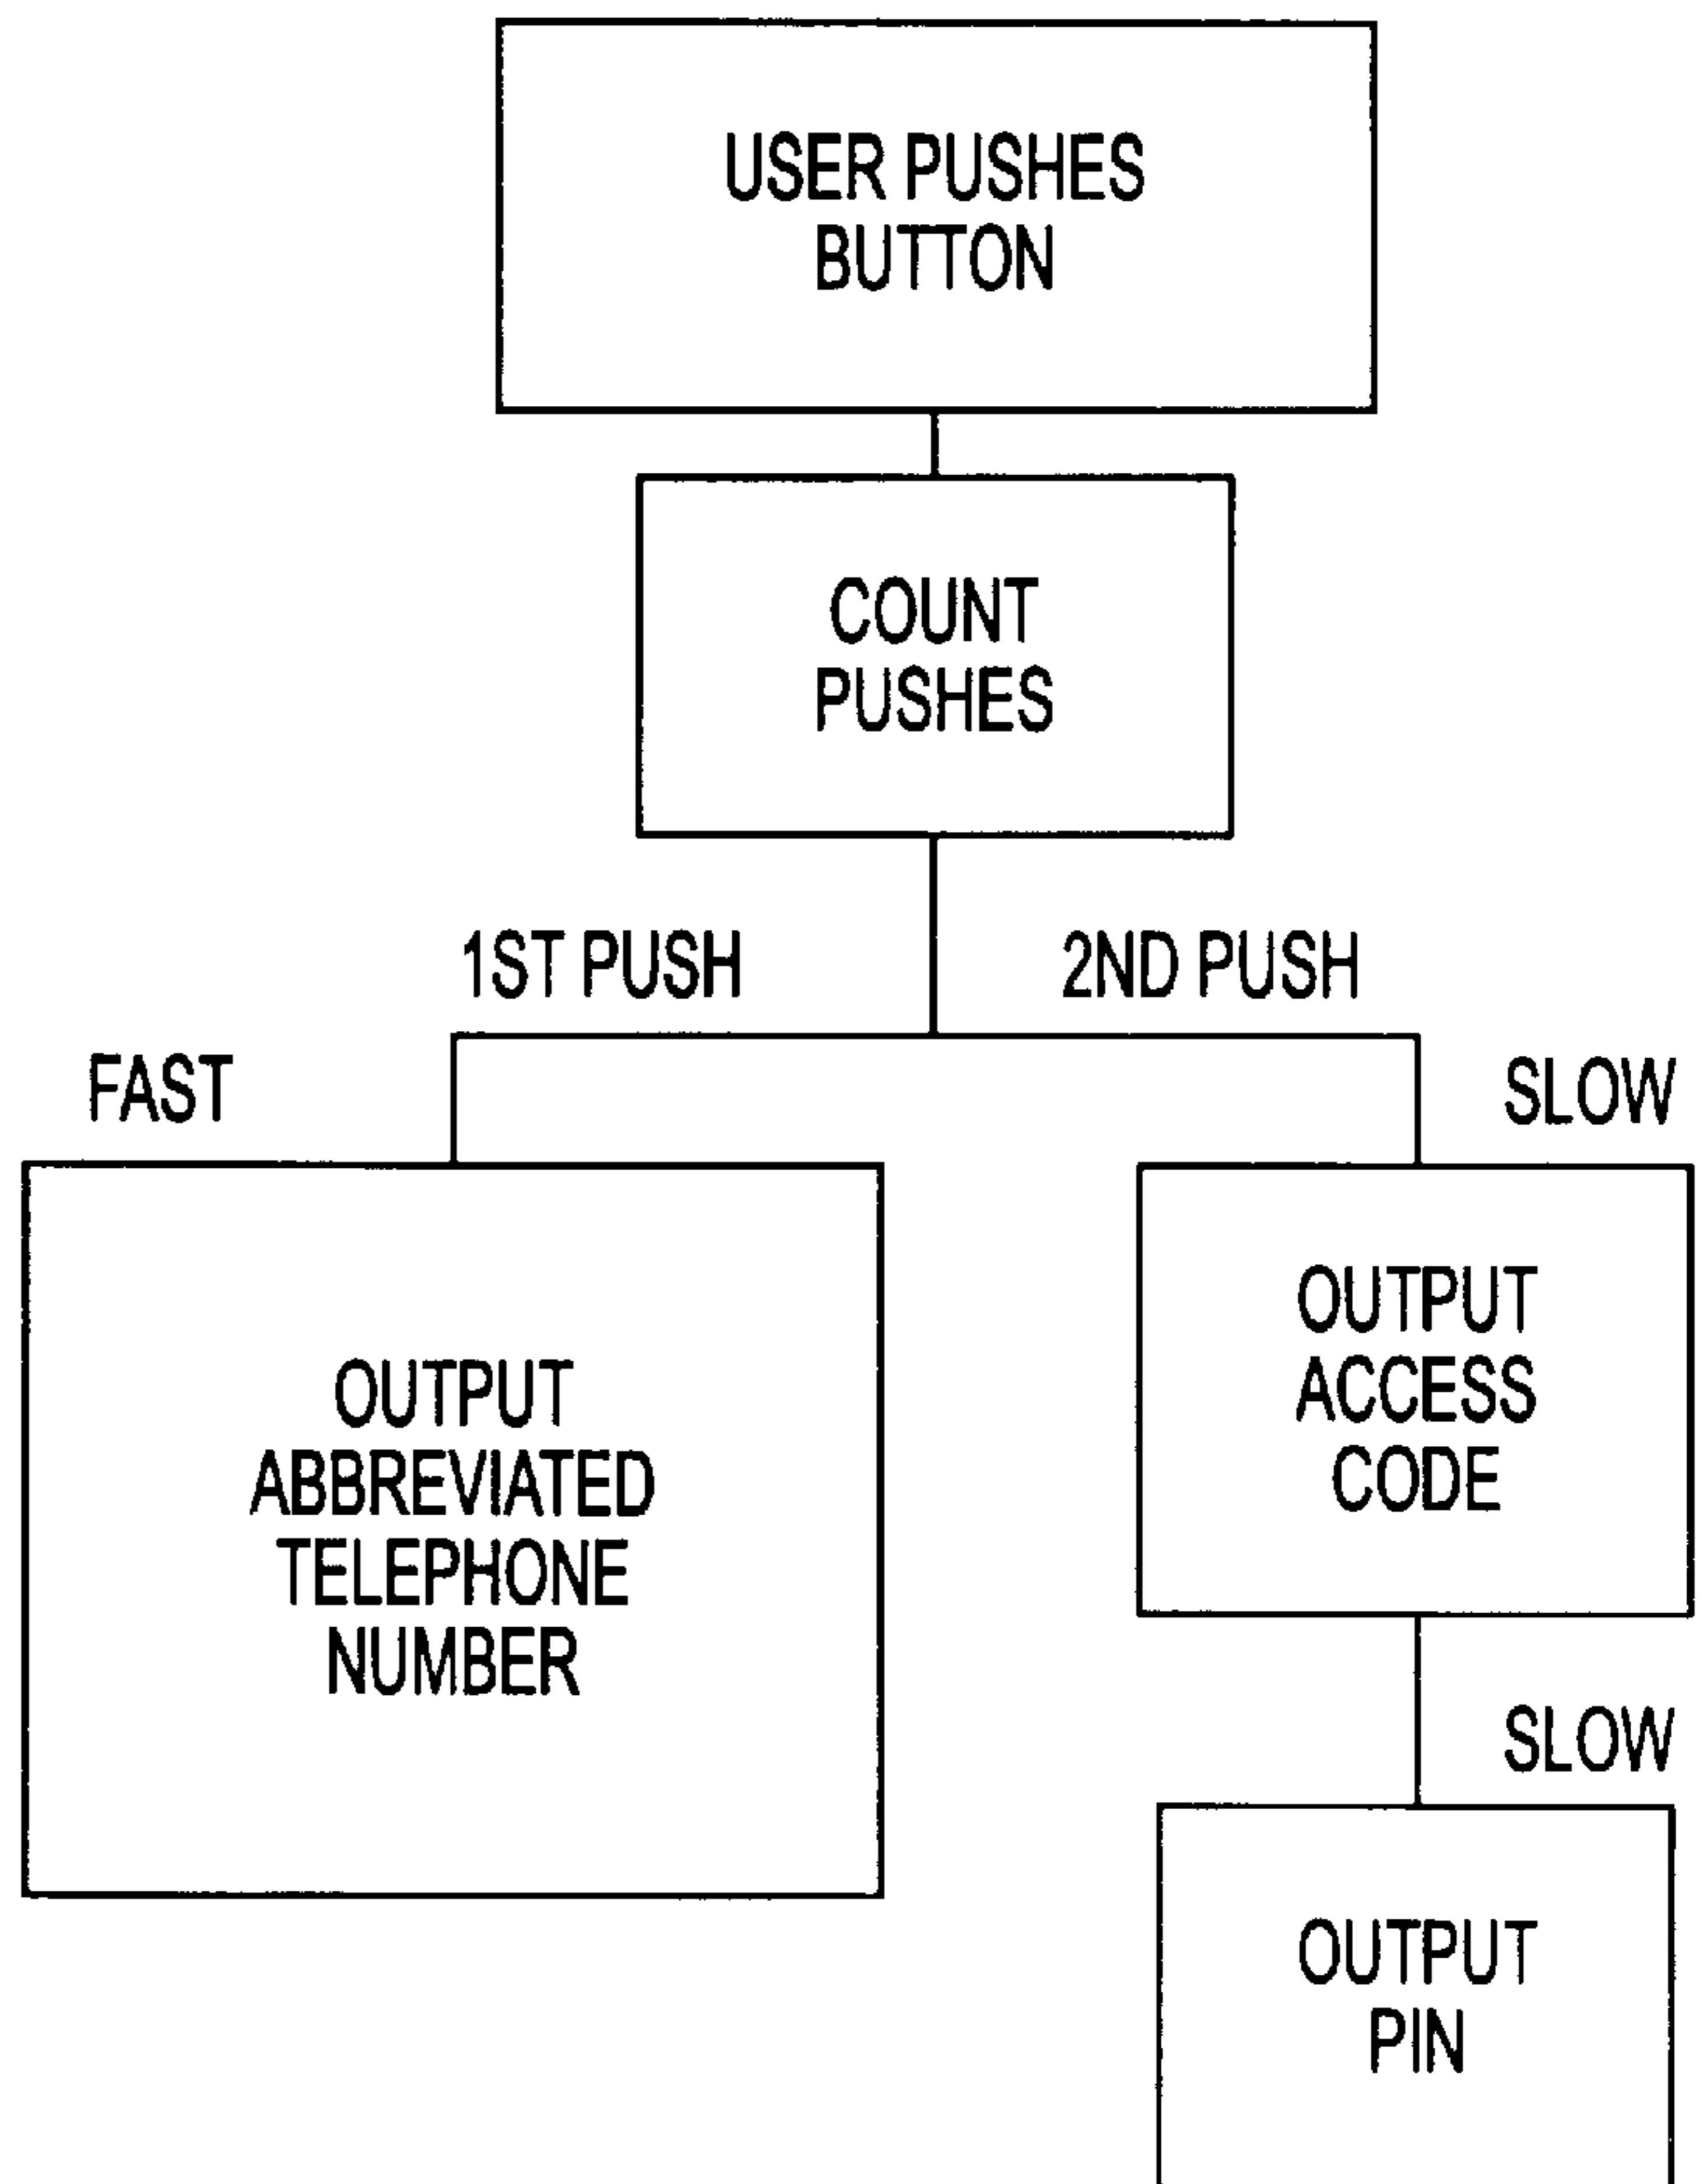 USER PUSHES
BUTTON
COUNT
PUSHES
1ST PUSH
2ND PUSH
FAST
SLOW
OUTPUT
ABBREVIATED
TELEPHONE
NUMBER
OUTPUT
ACCESS
CODE
SLOW
OUTPUT
PIN